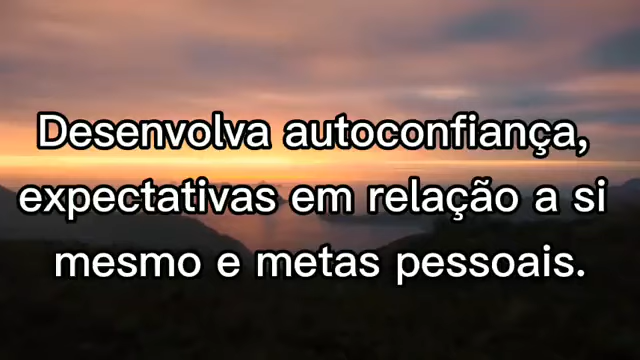 Desenvolva autoconfiança,
expectativas em relação a si
mesmo e metas pessoais.